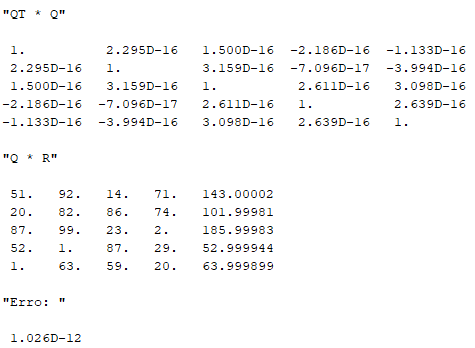 "QT * Q"
1. 2.295D-16 1.500D-16 -2.186D-16 -1.133D-16
2.295D-16 1. 3.159D-16 -7.096D-17 -3.994D-16
1.500D-16 3.159D-16 1. 2.611D-16 3.098D-16
-2.186D-16 -7.096D-17 2.611D-16 1. 2.639D-16
-1.133D-16 -3.994D-16 3.098D-16 2.639D-16 1.
"Q * R"
51. 92. 14. 71. 143.00002
20. 82. 86. 74. 101.99981
87. 99. 23. 2. 185.99983
52. 1. 87. 29. 52.999944
1. 63. 59. 20. 63.999899
"Erro: "
1.026D-12